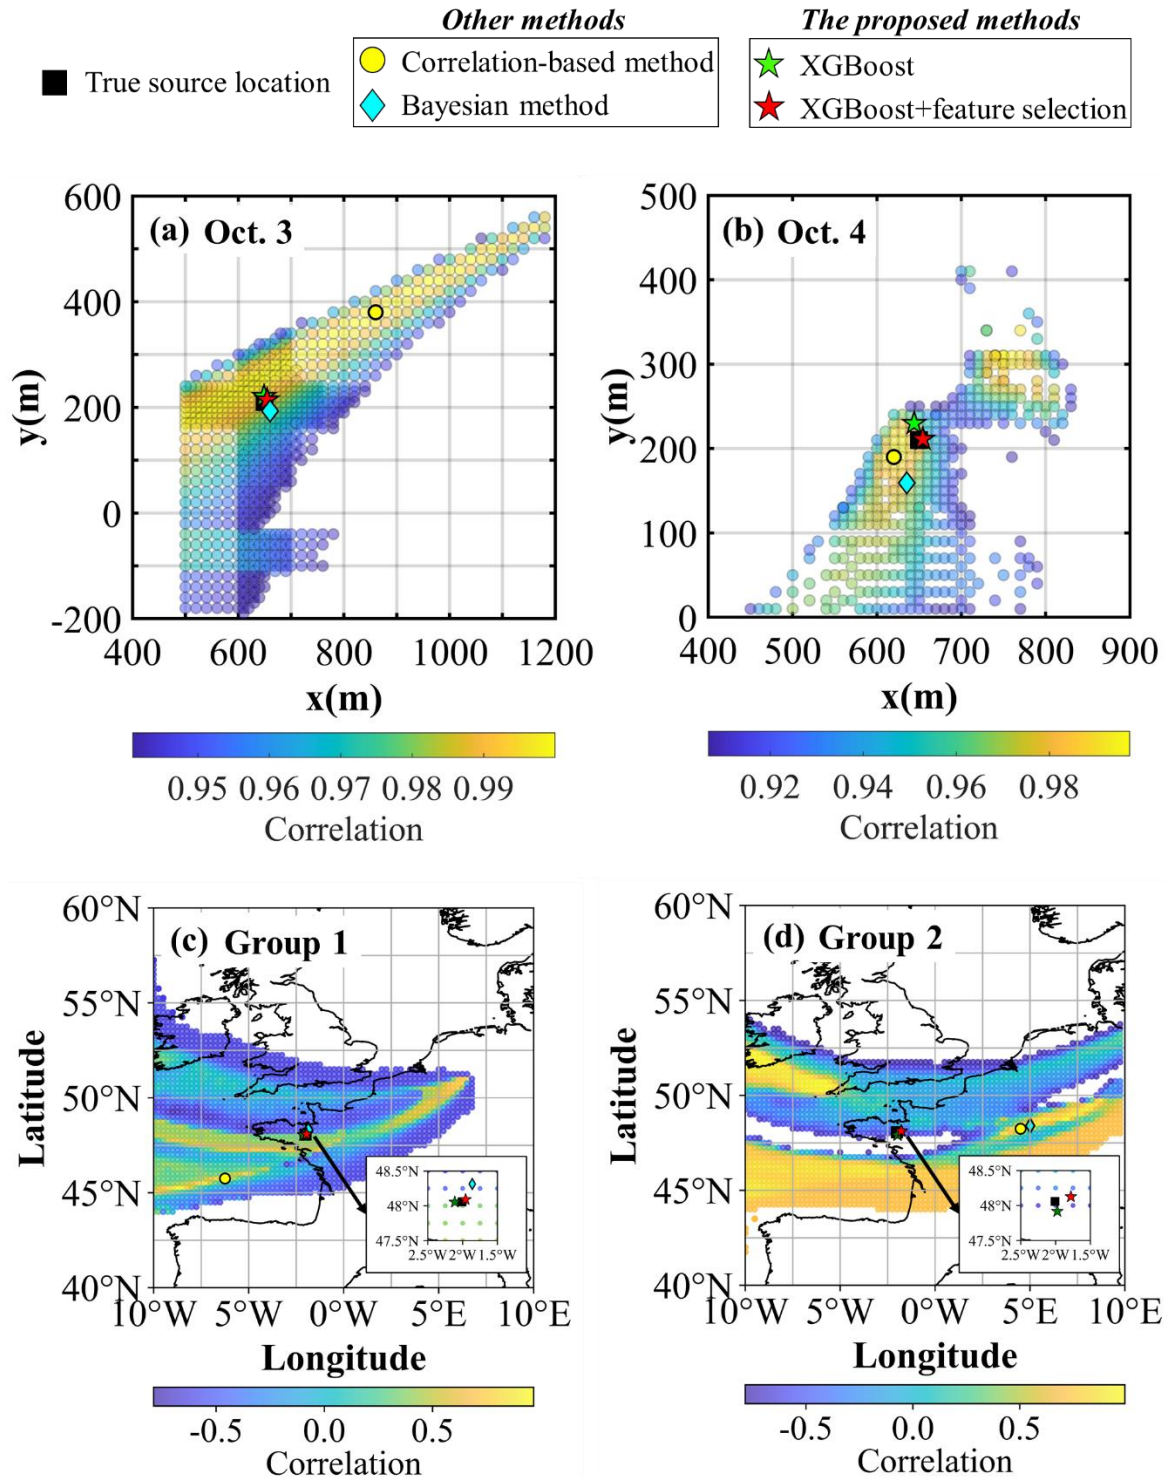 Other methods
The proposed methods
True source location
Correlation-based method
Bayesian method
XGBoost
XGBoost+feature selection
(a) Oct. 3
600
400
200
0
-200
y(m)
400 600 800 1000 1200
x(m)
0.95 0.96 0.97 0.98 0.99
Correlation
(b) Oct. 4
500
400
300
200
100
0
y(m)
400 500 600 700 800 900
x(m)
0.92 0.94 0.96 0.98
Correlation
(c) Group 1
60°N
55°N
50°N
45°N
40°N
Latitude
48.5°N
48°N
47.5°N
2.5°W 2°W 1.5°W
10°W 5°W 0°W 5°E 10°E
Longitude
-0.5 0.0 0.5
Correlation
(d) Group 2
60°N
55°N
50°N
45°N
40°N
Latitude
48.5°N
48°N
47.5°N
2.5°W 2°W 1.5°W
10°W 5°W 0°W 5°E 10°E
Longitude
-0.5 0.0 0.5
Correlation